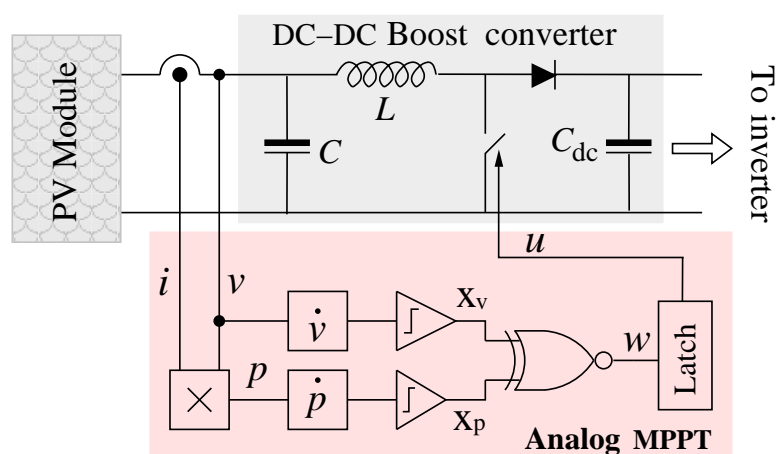 DC–DC Boost converter
PV Module
L
C
C_dc
To inverter
u
i
v
v̇
X_v
w
Latch
p
ṗ
×
X_p
Analog MPPT